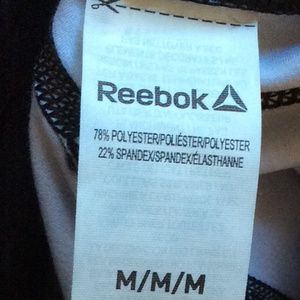 Reebok
78% POLYESTER/POLIÉSTER/POLYESTER
22% SPANDEX/SPANDEX/ÉLASTHANNE
M/M/M